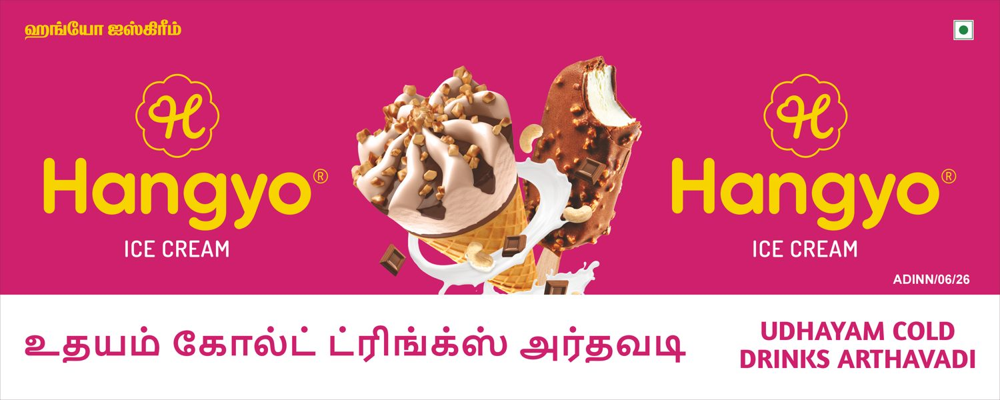 ஹங்யோ ஐஸ்கிரீம்
H
Hangyo®
ICE CREAM
H
Hangyo®
ICE CREAM
ADINN/06/26
உதயம் கோல்ட் ட்ரிங்க்ஸ் அர்தவடி
UDHAYAM COLD
DRINKS ARTHAVADI